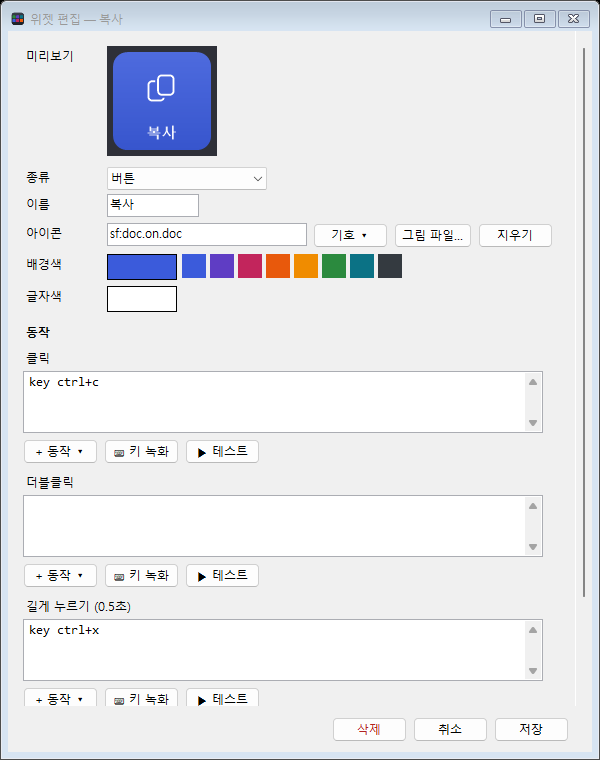 위젯 편집 — 복사
미리보기
복사
종류
버튼
이름
복사
아이콘
sf:doc.on.doc
기호 ▾
그림 파일...
지우기
배경색
글자색
동작
클릭
key ctrl+c
+ 동작 ▾
⌨ 키 녹화
▶ 테스트
더블클릭
+ 동작 ▾
⌨ 키 녹화
▶ 테스트
길게 누르기 (0.5초)
key ctrl+x
+ 동작 ▾
⌨ 키 녹화
▶ 테스트
삭제
취소
저장